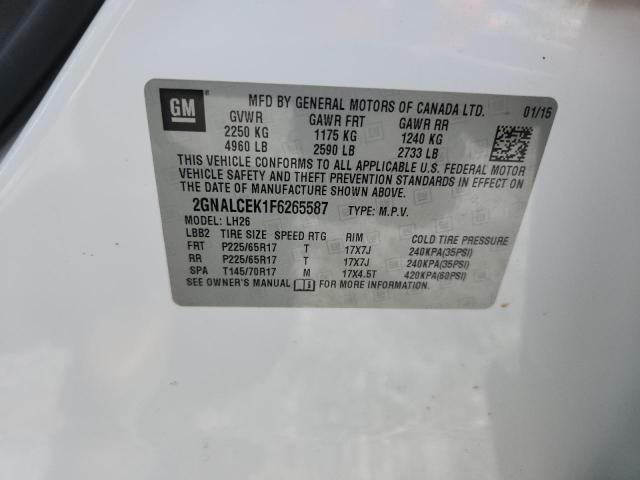 GM
MFD BY GENERAL MOTORS OF CANADA LTD. 01/15
GVWR GAWR FRT GAWR RR
2250 KG 1175 KG 1240 KG
4960 LB 2590 LB 2733 LB
THIS VEHICLE CONFORMS TO ALL APPLICABLE U.S. FEDERAL MOTOR
VEHICLE SAFETY AND THEFT PREVENTION STANDARDS IN EFFECT ON
THE DATE OF MANUFACTURE SHOWN ABOVE.
2GNALCEK1F6265587 TYPE: M.P.V.
MODEL: LH26
LBB2 TIRE SIZE SPEED RTG RIM COLD TIRE PRESSURE
FRT P225/65R17 T 17X7J 240KPA(35PSI)
RR P225/65R17 T 17X7J 240KPA(35PSI)
SPA T145/70R17 M 17X4.5T 420KPA(60PSI)
SEE OWNER'S MANUAL FOR MORE INFORMATION.